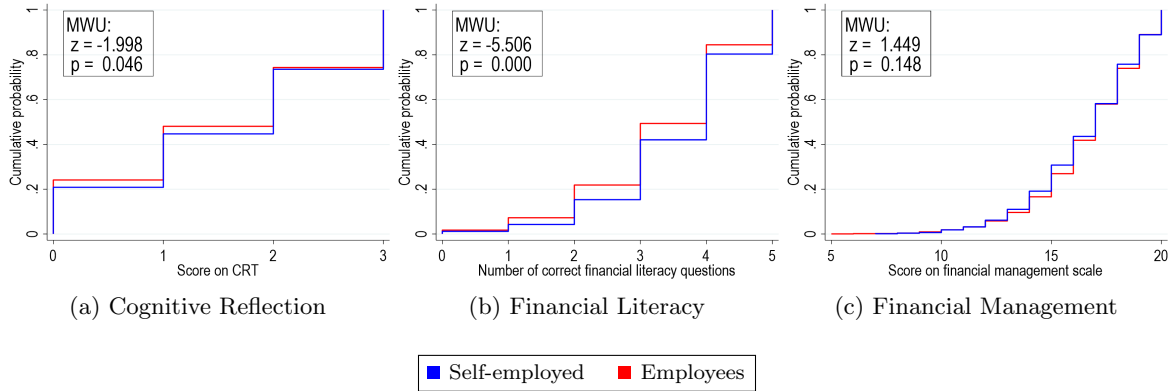 MWU:
z = -1.998
p = 0.046
Cumulative probability
1
.8
.6
.4
.2
0
0 1 2 3
Score on CRT
(a) Cognitive Reflection
MWU:
z = -5.506
p = 0.000
Cumulative probability
1
.8
.6
.4
.2
0
0 1 2 3 4 5
Number of correct financial literacy questions
(b) Financial Literacy
MWU:
z = 1.449
p = 0.148
Cumulative probability
1
.8
.6
.4
.2
0
5 10 15 20
Score on financial management scale
(c) Financial Management
Self-employed Employees